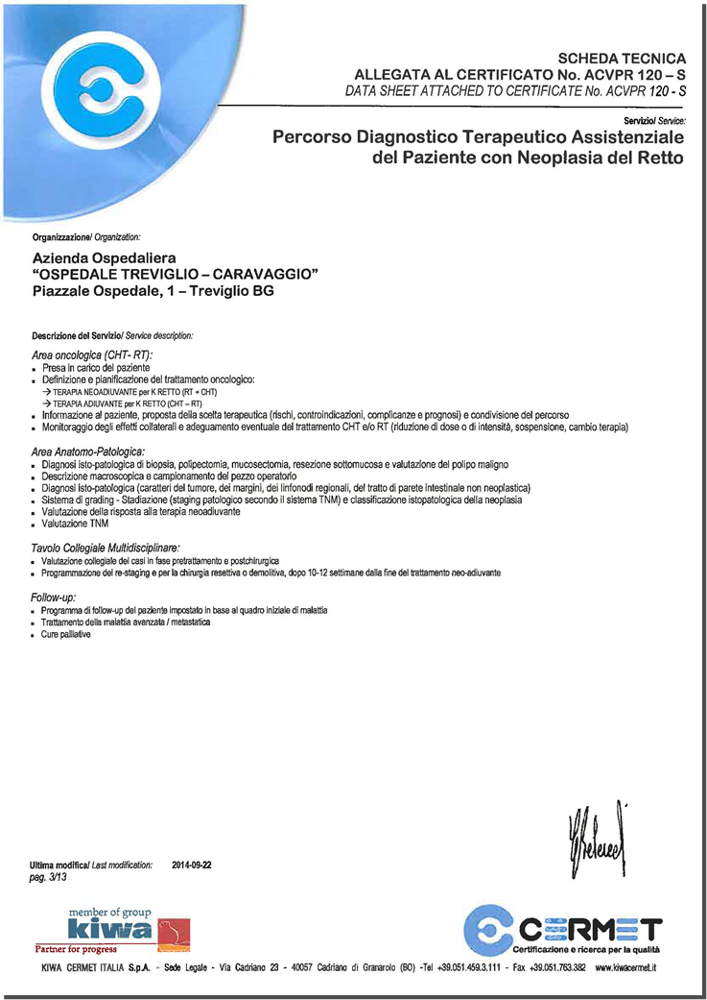 SCHEDA TECNICA
ALLEGATA AL CERTIFICATO No. ACVPR 120 – S
DATA SHEET ATTACHED TO CERTIFICATE No. ACVPR 120 - S
Servizio/ Service:
Percorso Diagnostico Terapeutico Assistenziale
del Paziente con Neoplasia del Retto
Organizzazione/ Organization:
Azienda Ospedaliera
“OSPEDALE TREVIGLIO – CARAVAGGIO”
Piazzale Ospedale, 1 – Treviglio BG
Descrizione del Servizio/ Service description:
Area oncologica (CHT- RT):
▪ Presa in carico del paziente
▪ Definizione e pianificazione del trattamento oncologico:
→ TERAPIA NEOADIUVANTE per K RETTO (RT + CHT)
→ TERAPIA ADIUVANTE per K RETTO (CHT – RT)
▪ Informazione al paziente, proposta della scelta terapeutica (rischi, controindicazioni, complicanze e prognosi) e condivisione del percorso
▪ Monitoraggio degli effetti collaterali e adeguamento eventuale del trattamento CHT e/o RT (riduzione di dose o di intensità, sospensione, cambio terapia)
Area Anatomo-Patologica:
▪ Diagnosi isto-patologica di biopsia, polipectomia, mucosectomia, resezione sottomucosa e valutazione del polipo maligno
▪ Descrizione macroscopica e campionamento del pezzo operatorio
▪ Diagnosi isto-patologica (caratteri del tumore, dei margini, dei linfonodi regionali, del tratto di parete intestinale non neoplastica)
▪ Sistema di grading - Stadiazione (staging patologico secondo il sistema TNM) e classificazione istopatologica della neoplasia
▪ Valutazione della risposta alla terapia neoadiuvante
▪ Valutazione TNM
Tavolo Collegiale Multidisciplinare:
▪ Valutazione collegiale dei casi in fase pretrattamento e postchirurgica
▪ Programmazione del re-staging e per la chirurgia resettiva o demolitiva, dopo 10-12 settimane dalla fine del trattamento neo-adiuvante
Follow-up:
▪ Programma di follow-up del paziente impostato in base al quadro iniziale di malattia
▪ Trattamento della malattia avanzata / metastatica
▪ Cure palliative
Ultima modifica/ Last modification: 2014-09-22
pag. 3/13
member of group
kiwa
Partner for progress
CERMET
Certificazione e ricerca per la qualità
KIWA CERMET ITALIA S.p.A. - Sede Legale - Via Cadriano 23 - 40057 Cadriano di Granarolo (BO) -Tel +39.051.459.3.111 - Fax +39.051.763.382 www.kiwacermet.it